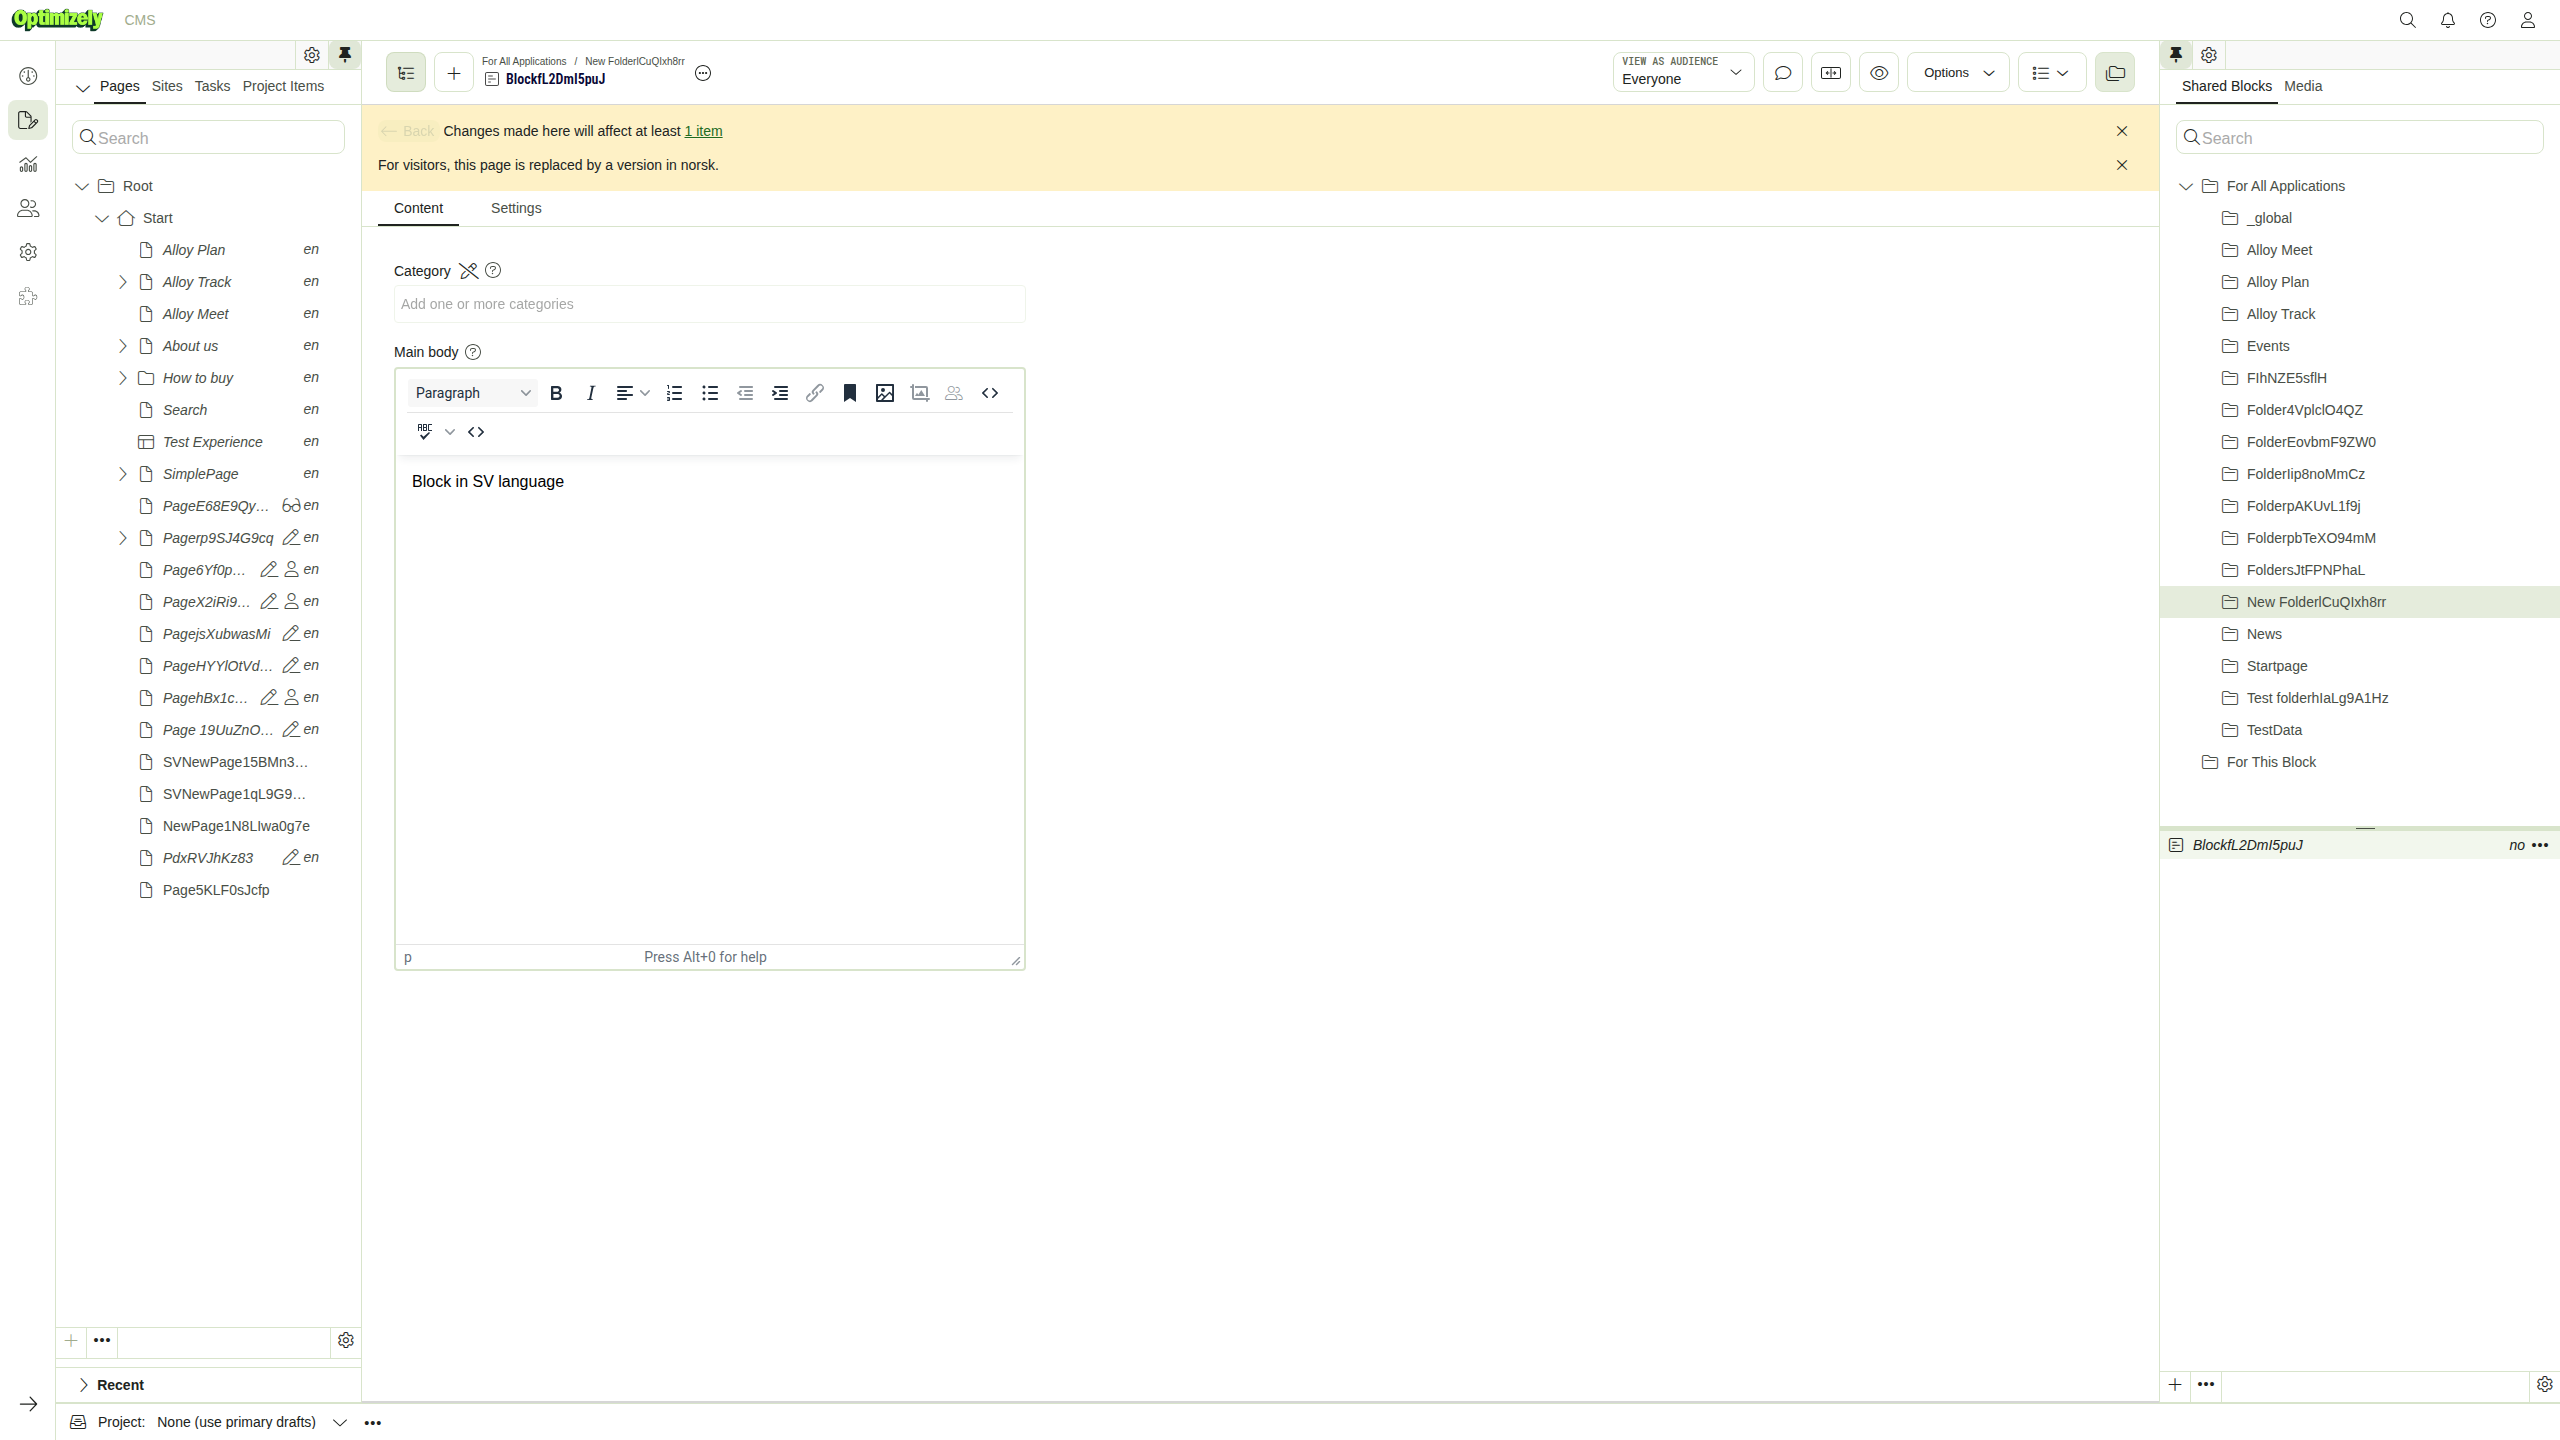 Optimizely CMS
Pages Sites Tasks Project Items
Search
Root
Start
Alloy Plan en
Alloy Track en
Alloy Meet en
About us en
How to buy en
Search en
Test Experience en
SimplePage en
PageE68E9Qy… en
Pagerp9SJ4G9cq en
Page6Yf0p… en
PageX2iRi9… en
PagejsXubwasMi en
PageHYYlOtVd… en
PagehBx1c… en
Page 19UuZnO… en
SVNewPage15BMn3…
SVNewPage1qL9G9…
NewPage1N8LIwa0g7e
PdxRVJhKz83 en
Page5KLF0sJcfp
Recent
Project: None (use primary drafts)
For All Applications / New FolderlCuQIxh8rr
BlockfL2DmI5puJ
VIEW AS AUDIENCE
Everyone
Options
Back Changes made here will affect at least 1 item
For visitors, this page is replaced by a version in norsk.
Content Settings
Category
Add one or more categories
Main body
Paragraph
Block in SV language
p Press Alt+0 for help
Shared Blocks Media
Search
For All Applications
_global
Alloy Meet
Alloy Plan
Alloy Track
Events
FIhNZE5sflH
Folder4VplclO4QZ
FolderEovbmF9ZW0
FolderIip8noMmCz
FolderpAKUvL1f9j
FolderpbTeXO94mM
FoldersJtFPNPhaL
New FolderlCuQIxh8rr
News
Startpage
Test folderhIaLg9A1Hz
TestData
For This Block
BlockfL2DmI5puJ no